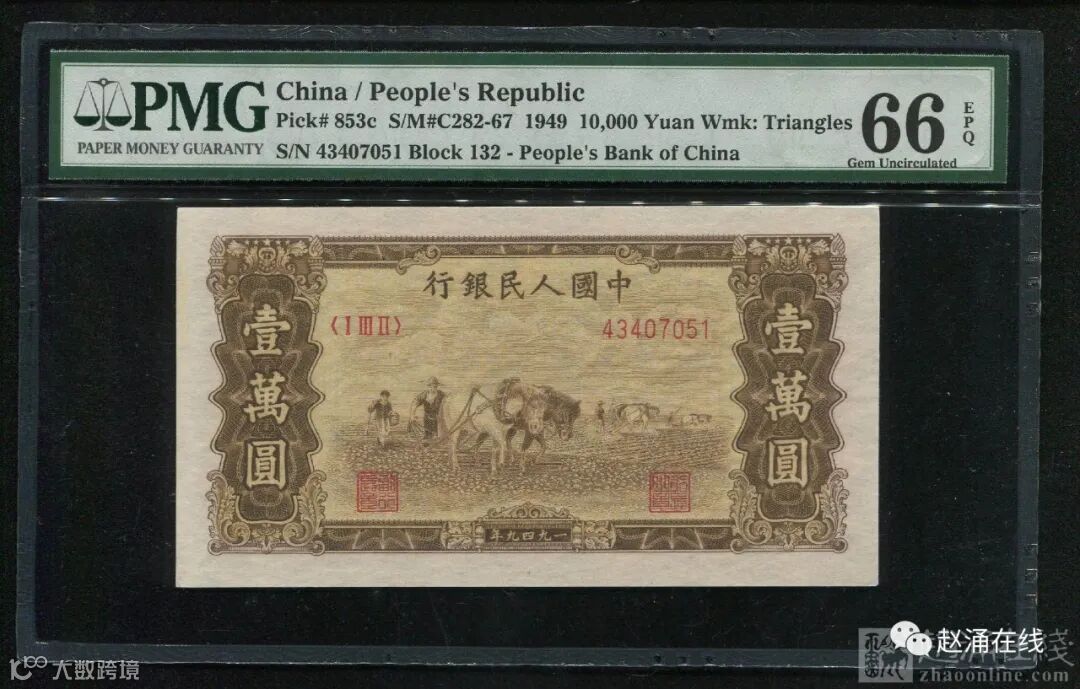 PMG
PAPER MONEY GUARANTY
China / People's Republic
Pick# 853c S/M#C282-67 1949 10,000 Yuan Wmk: Triangles
S/N 43407051 Block 132 - People's Bank of China
66
EPQ
Gem Uncirculated
行銀民人國中
〈I III II〉
43407051
壹萬圓
壹萬圓
年九四九一
大数跨境
赵涌在线
zhaoonline.com